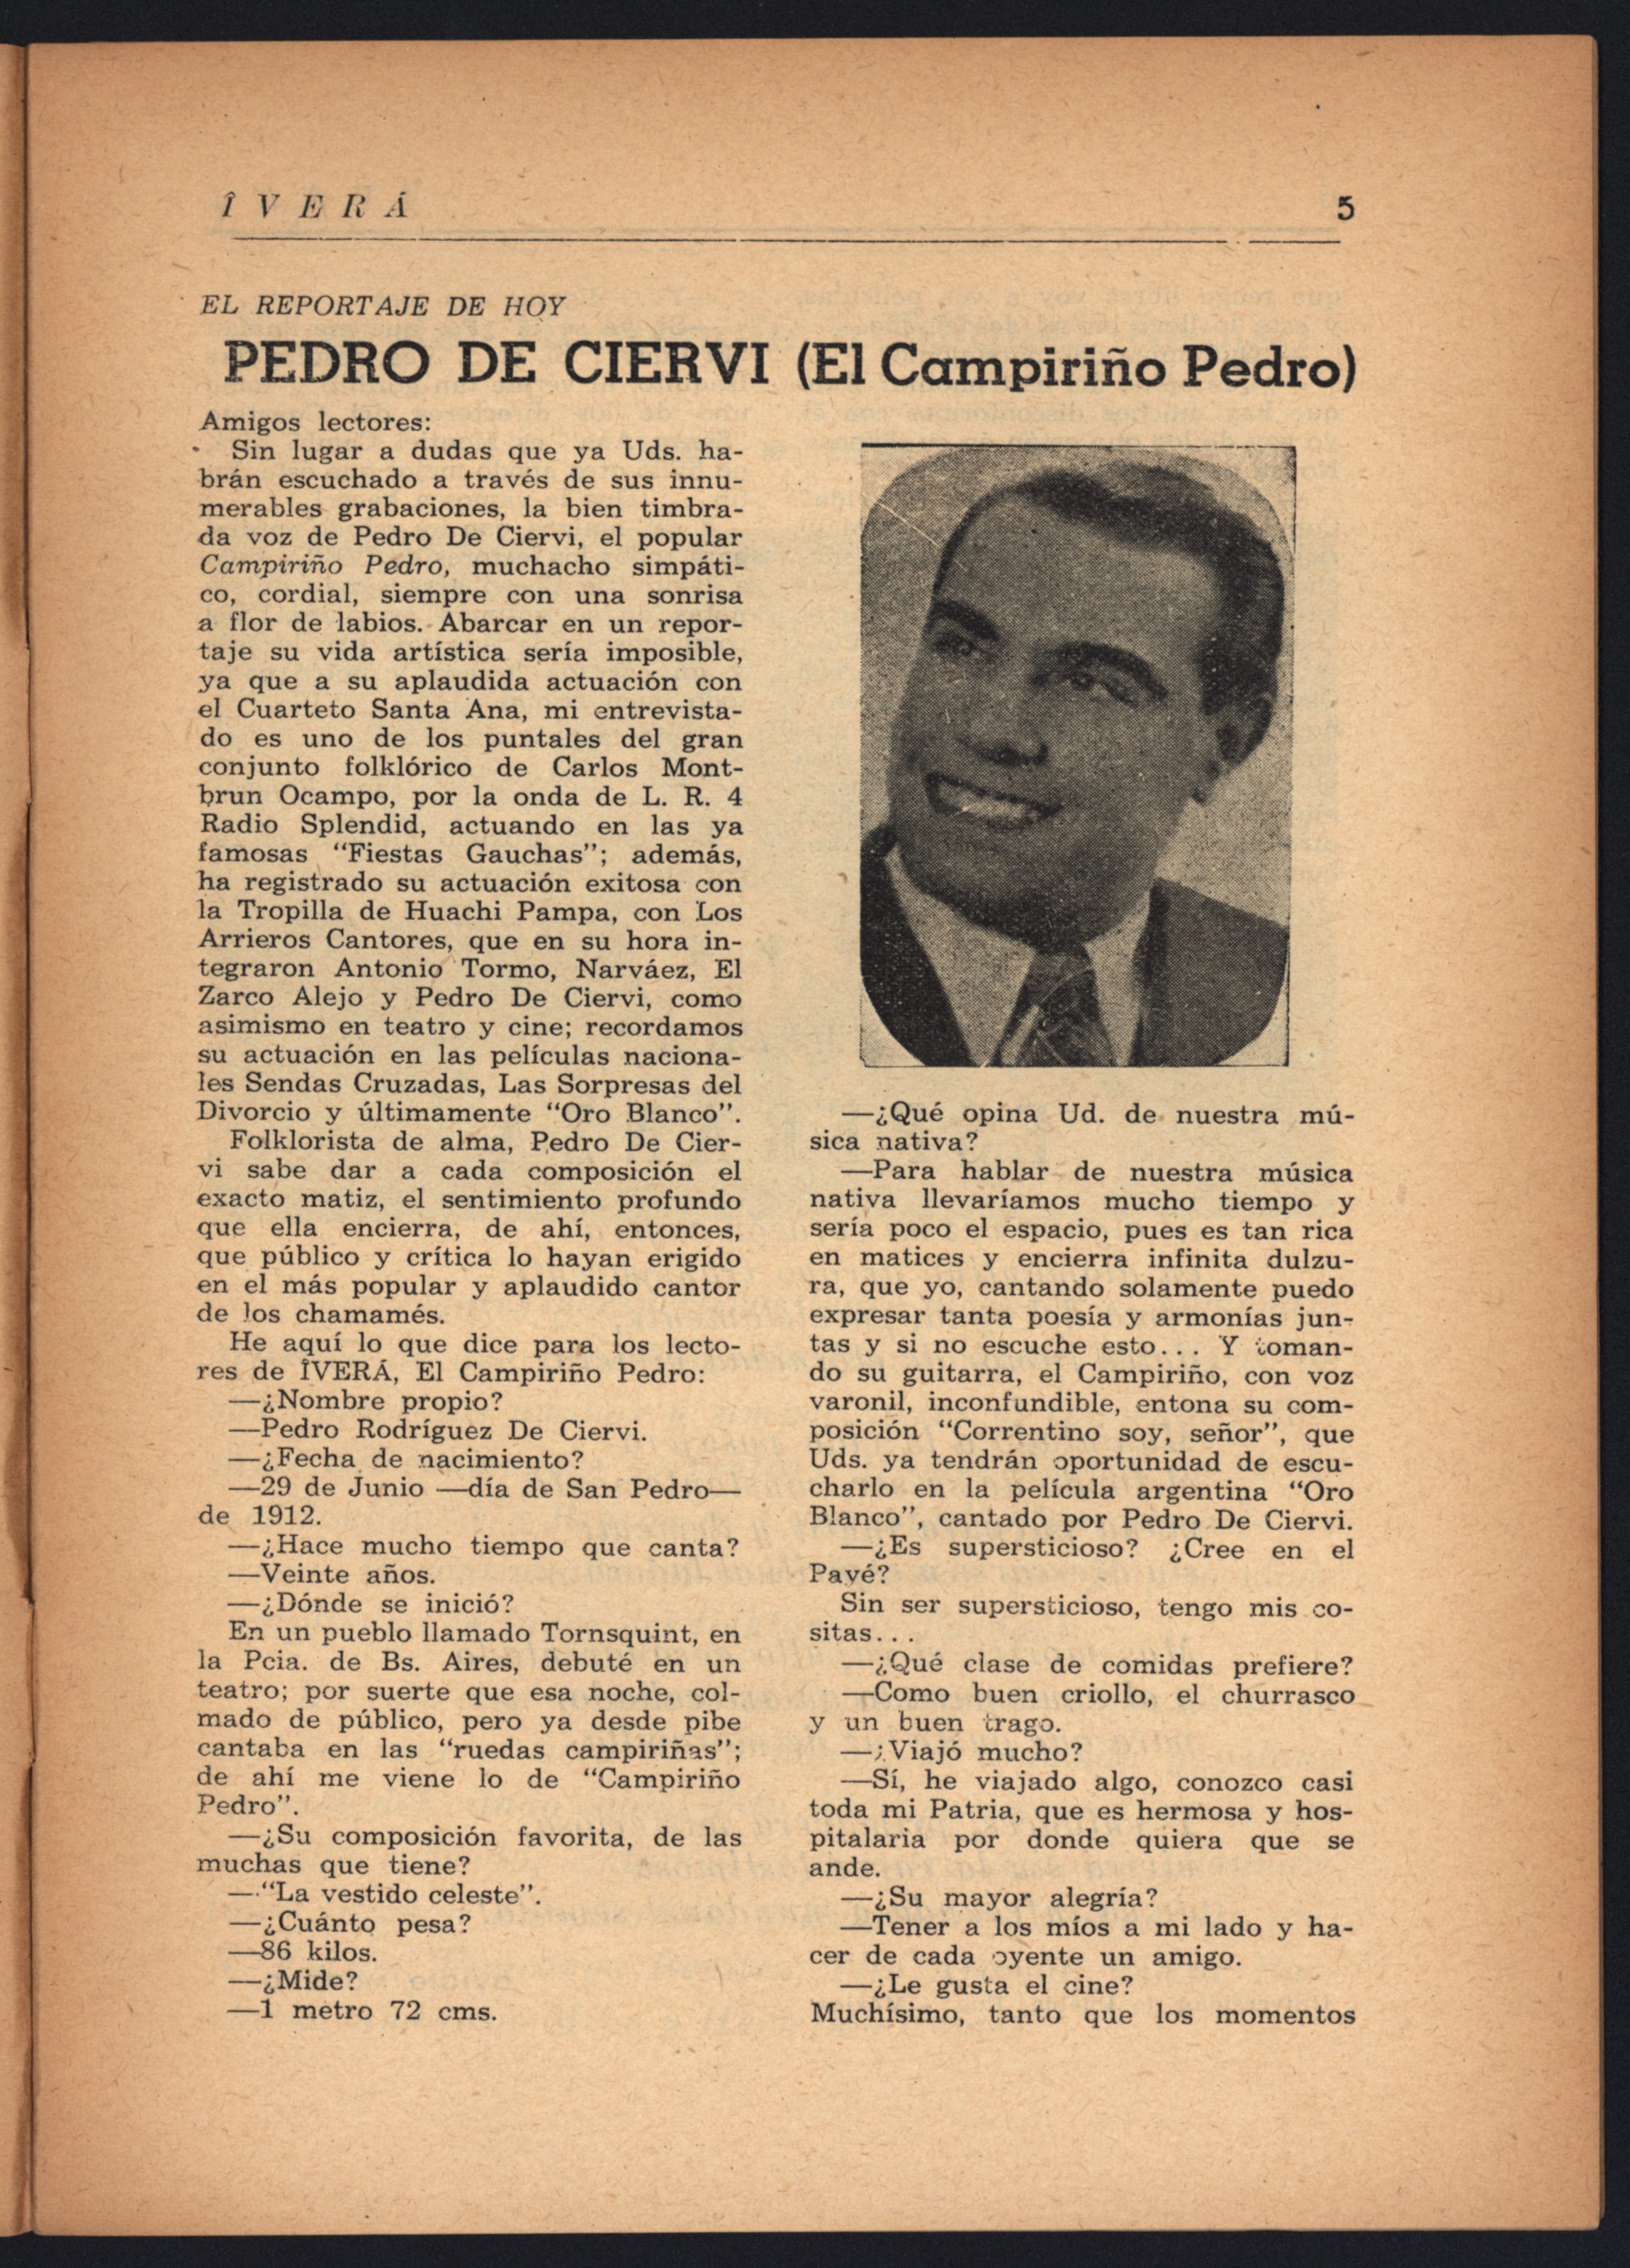 Î V E R Á
5
EL REPORTAJE DE HOY
PEDRO DE CIERVI (El Campiriño Pedro)
Amigos lectores:
Sin lugar a dudas que ya Uds. ha-
brán escuchado a través de sus innu-
merables grabaciones, la bien timbra-
da voz de Pedro De Ciervi, el popular
Campiriño Pedro, muchacho simpáti-
co, cordial, siempre con una sonrisa
a flor de labios. Abarcar en un repor-
taje su vida artística sería imposible,
ya que a su aplaudida actuación con
el Cuarteto Santa Ana, mi entrevista-
do es uno de los puntales del gran
conjunto folklórico de Carlos Mont-
brun Ocampo, por la onda de L. R. 4
Radio Splendid, actuando en las ya
famosas "Fiestas Gauchas"; además,
ha registrado su actuación exitosa con
la Tropilla de Huachi Pampa, con Los
Arrieros Cantores, que en su hora in-
tegraron Antonio Tormo, Narváez, El
Zarco Alejo y Pedro De Ciervi, como
asimismo en teatro y cine; recordamos
su actuación en las películas naciona-
les Sendas Cruzadas, Las Sorpresas del
Divorcio y últimamente "Oro Blanco".
Folklorista de alma, Pedro De Cier-
vi sabe dar a cada composición el
exacto matiz, el sentimiento profundo
que ella encierra, de ahí, entonces,
que público y crítica lo hayan erigido
en el más popular y aplaudido cantor
de los chamamés.
He aquí lo que dice para los lecto-
res de ÎVERÁ, El Campiriño Pedro:
—¿Nombre propio?
—Pedro Rodríguez De Ciervi.
—¿Fecha de nacimiento?
—29 de Junio —día de San Pedro—
de 1912.
—¿Hace mucho tiempo que canta?
—Veinte años.
—¿Dónde se inició?
En un pueblo llamado Tornsquint, en
la Pcia. de Bs. Aires, debuté en un
teatro; por suerte que esa noche, col-
mado de público, pero ya desde pibe
cantaba en las "ruedas campiriñas";
de ahí me viene lo de "Campiriño
Pedro".
—¿Su composición favorita, de las
muchas que tiene?
—"La vestido celeste".
—¿Cuánto pesa?
—86 kilos.
—¿Mide?
—1 metro 72 cms.
—¿Qué opina Ud. de nuestra mú-
sica nativa?
—Para hablar de nuestra música
nativa llevaríamos mucho tiempo y
sería poco el espacio, pues es tan rica
en matices y encierra infinita dulzu-
ra, que yo, cantando solamente puedo
expresar tanta poesía y armonías jun-
tas y si no escuche esto... Y toman-
do su guitarra, el Campiriño, con voz
varonil, inconfundible, entona su com-
posición "Correntino soy, señor", que
Uds. ya tendrán oportunidad de escu-
charlo en la película argentina "Oro
Blanco", cantado por Pedro De Ciervi.
—¿Es supersticioso? ¿Cree en el
Payé?
Sin ser supersticioso, tengo mis co-
sitas...
—¿Qué clase de comidas prefiere?
—Como buen criollo, el churrasco
y un buen trago.
—¿Viajó mucho?
—Sí, he viajado algo, conozco casi
toda mi Patria, que es hermosa y hos-
pitalaria por donde quiera que se
ande.
—¿Su mayor alegría?
—Tener a los míos a mi lado y ha-
cer de cada oyente un amigo.
—¿Le gusta el cine?
Muchísimo, tanto que los momentos